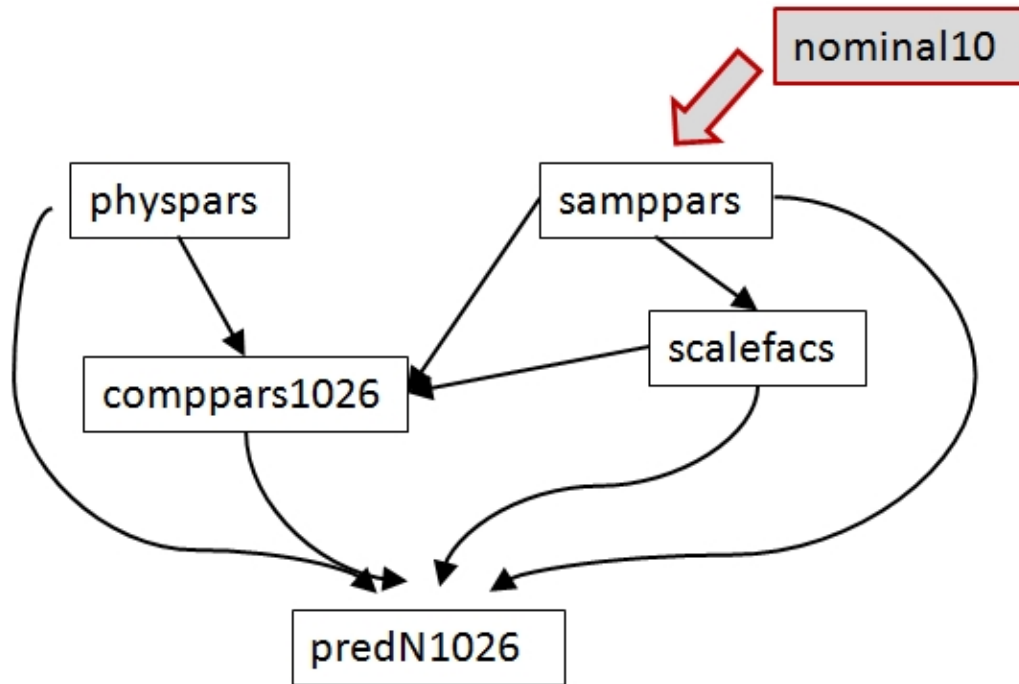 nominal10
physpars
samppars
scalefacs
comppars1026
predN1026